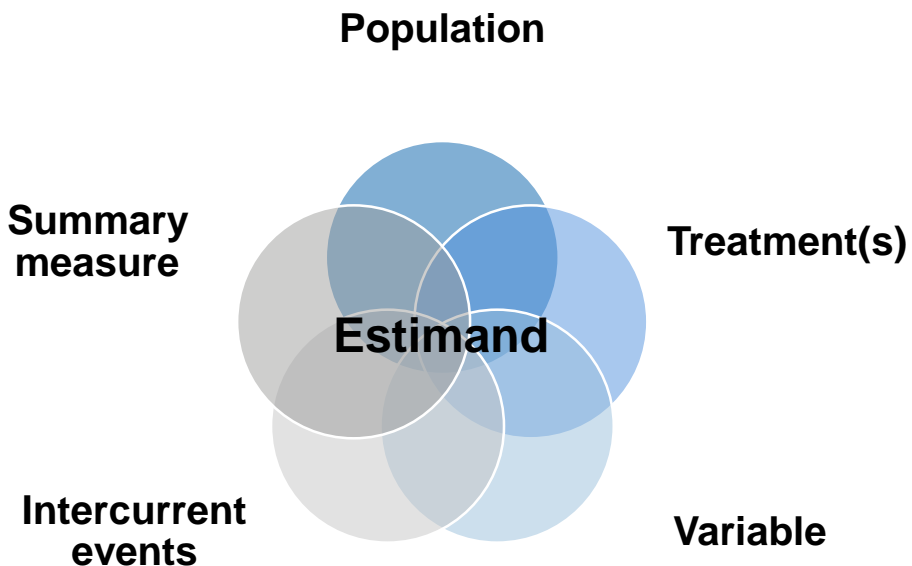 Population
Summary
measure
Treatment(s)
Estimand
Intercurrent
events
Variable